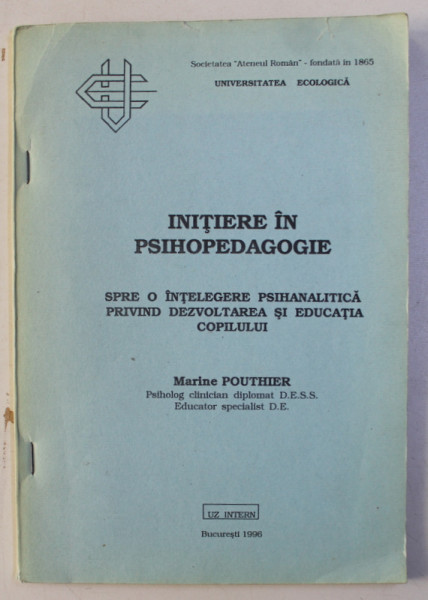 Societatea "Ateneul Român" - fondată în 1865
UNIVERSITATEA ECOLOGICĂ
INIŢIERE ÎN
PSIHOPEDAGOGIE
SPRE O ÎNŢELEGERE PSIHANALITICĂ
PRIVIND DEZVOLTAREA ŞI EDUCAŢIA
COPILULUI
Marine POUTHIER
Psiholog clinician diplomat D.E.S.S.
Educator specialist D.E.
UZ INTERN
Bucureşti 1996